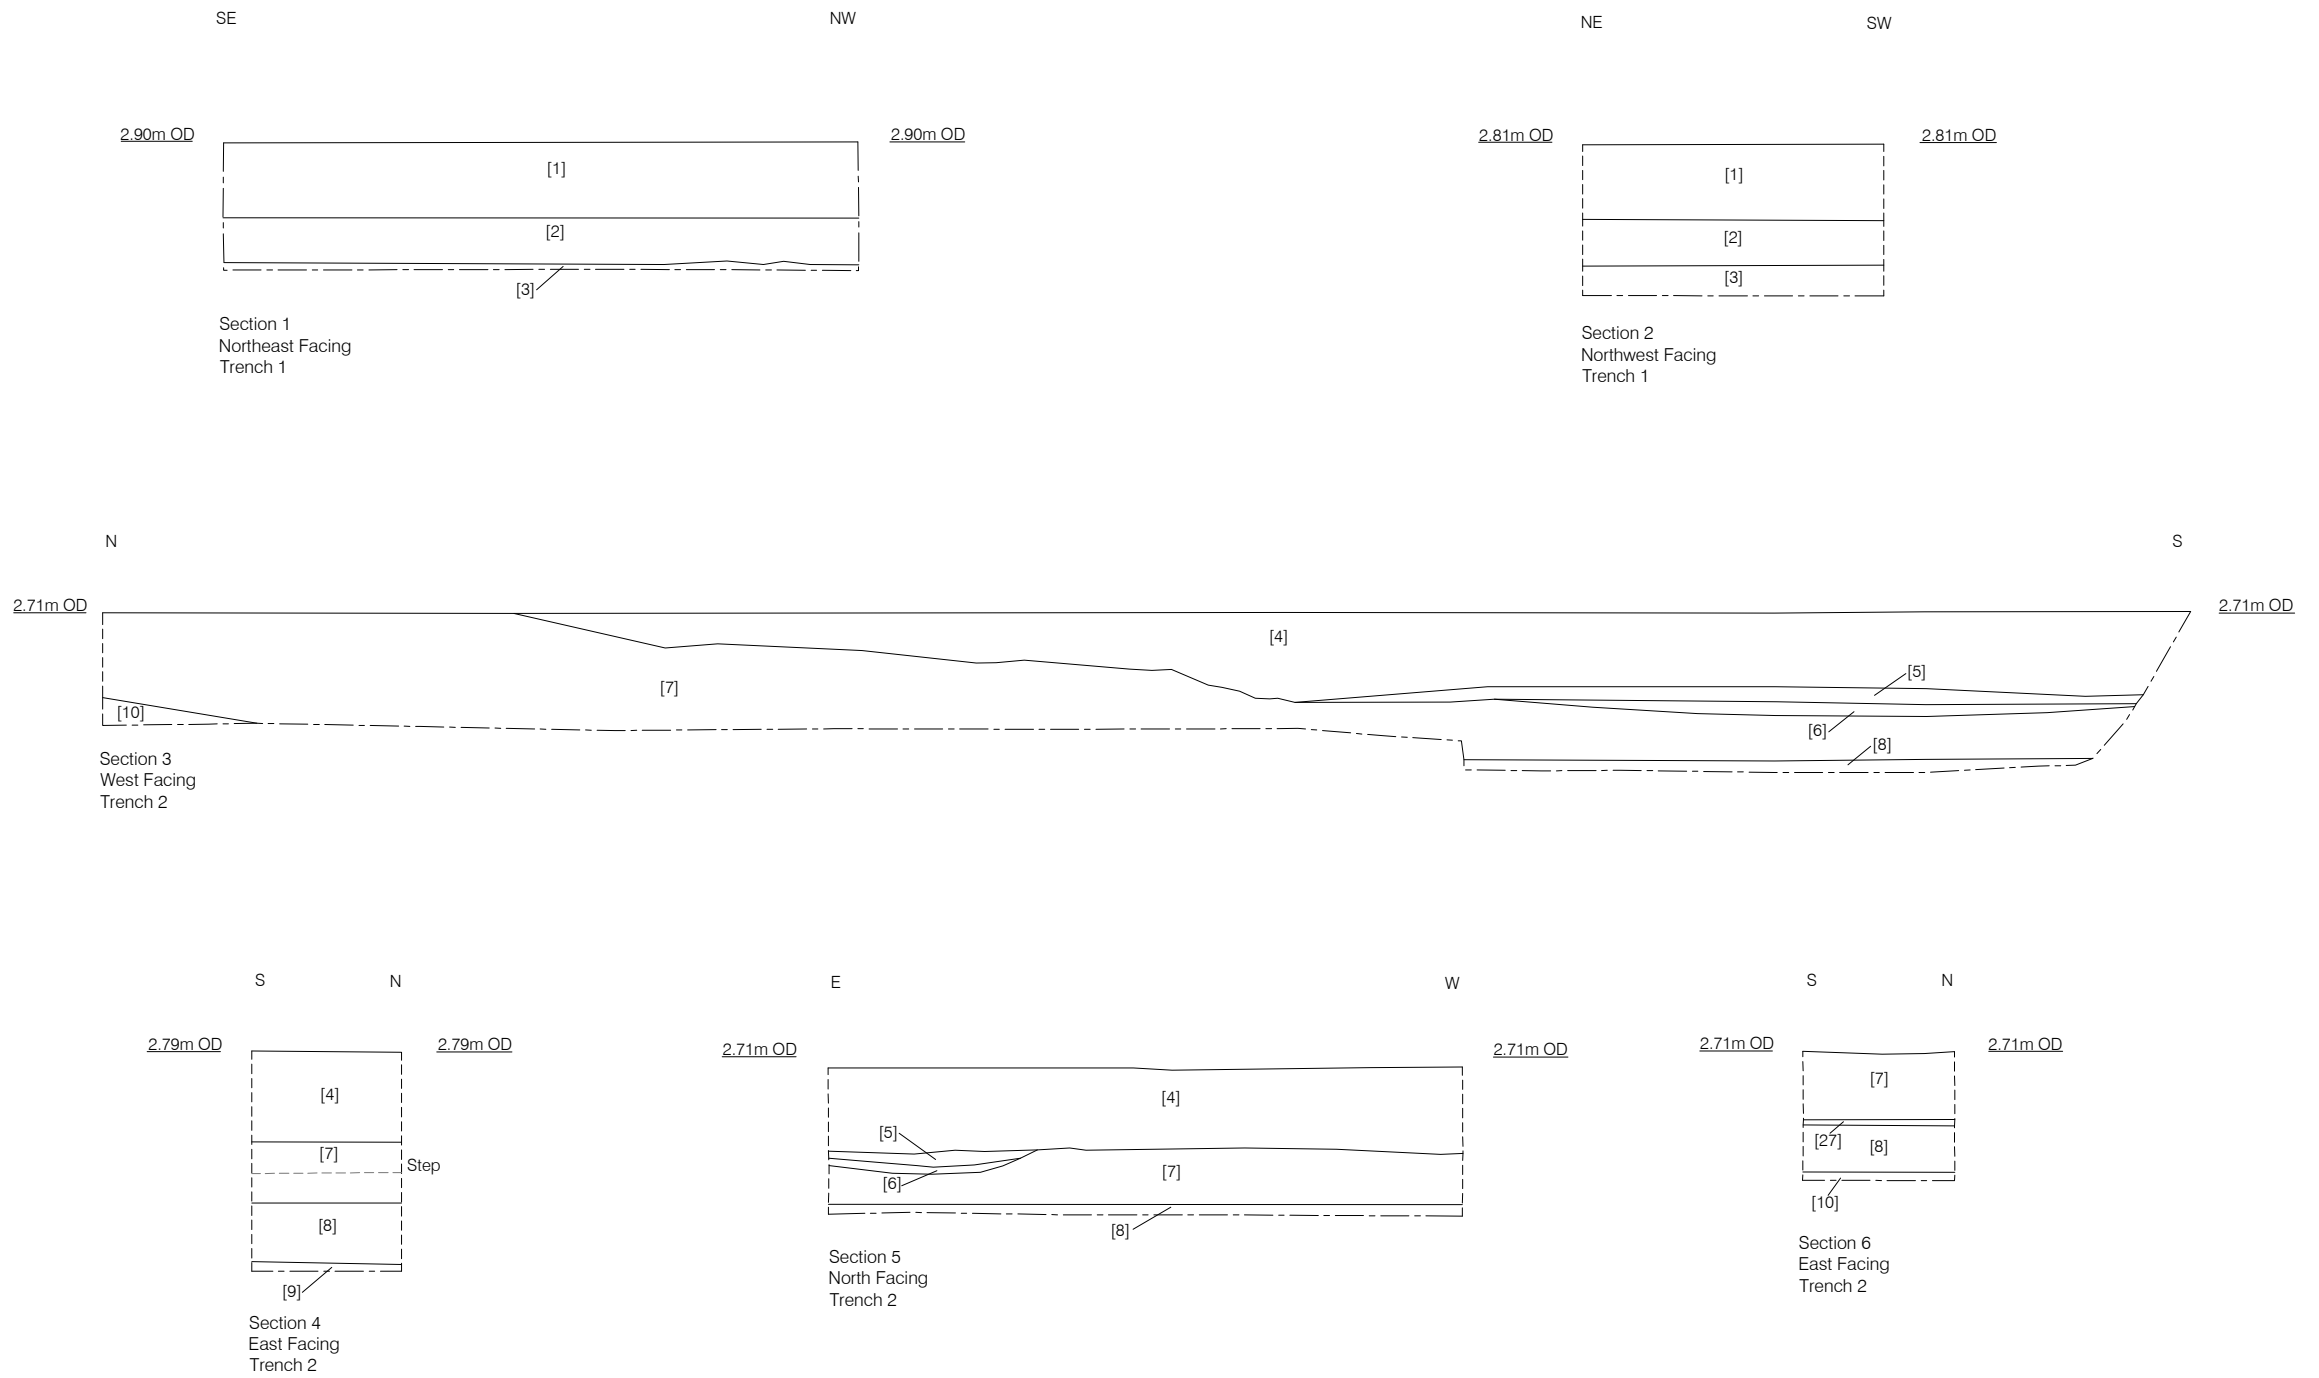 SE NW NE SW
2.90m OD 2.90m OD 2.81m OD 2.81m OD
[1] [1]
[2] [2]
[3] [3]
Section 1
Northeast Facing
Trench 1
Section 2
Northwest Facing
Trench 1
N S
2.71m OD 2.71m OD
[4]
[5]
[7]
[10]
[6]
[8]
Section 3
West Facing
Trench 2
S N
2.79m OD 2.79m OD
[4]
[7]
Step
[8]
[9]
Section 4
East Facing
Trench 2
E W
2.71m OD 2.71m OD
[4]
[5]
[7]
[6]
[8]
Section 5
North Facing
Trench 2
S N
2.71m OD 2.71m OD
[7]
[27]
[8]
[10]
Section 6
East Facing
Trench 2